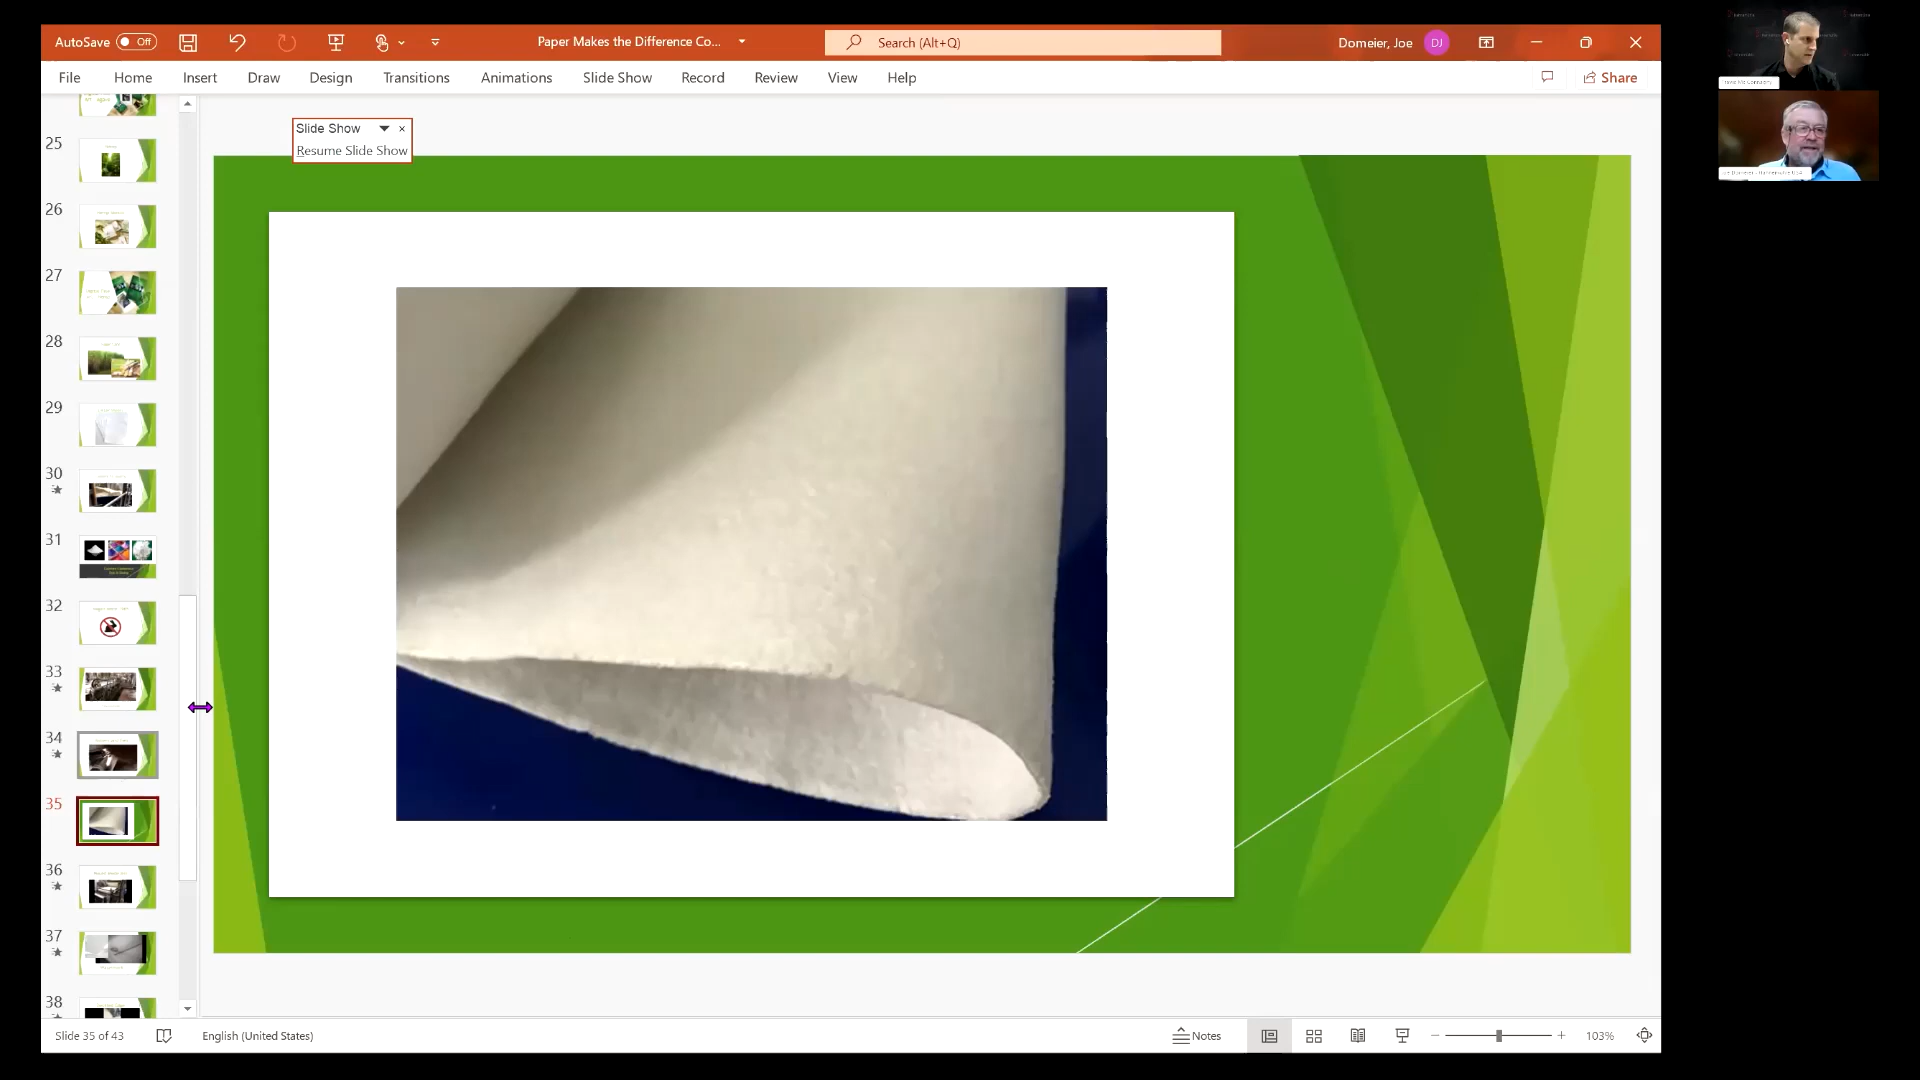 AutoSave Off
Paper Makes the Difference Co...
Search (Alt+Q)
Domeier, Joe DJ
File Home Insert Draw Design Transitions Animations Slide Show Record Review View Help
Share
Slide Show
Resume Slide Show
25
26
27
28
29
30
31
32
33
34
35
36
37
38
Slide 35 of 43
English (United States)
Notes
103%